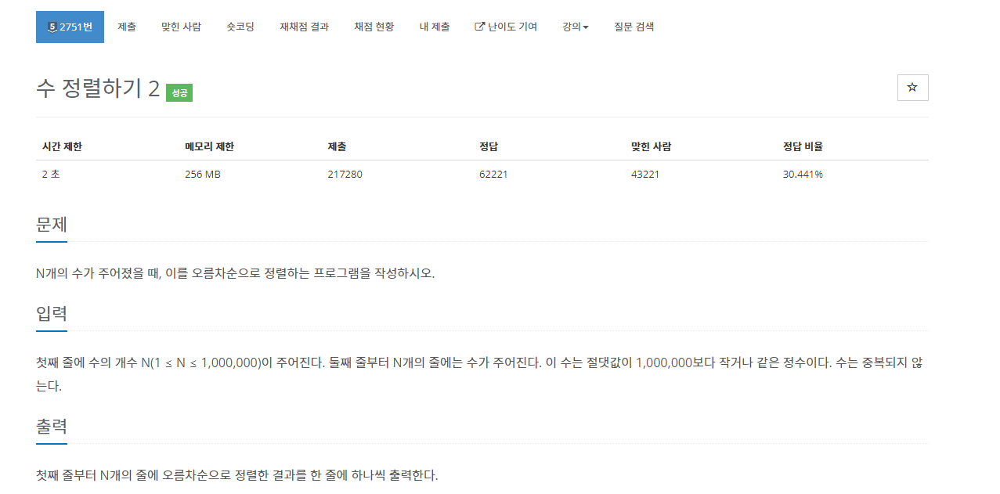 5 2751번 제출 맞힌 사람 숏코딩 재채점 결과 채점 현황 내 제출 난이도 기여 강의 질문 검색
수 정렬하기 2 성공
시간 제한 메모리 제한 제출 정답 맞힌 사람 정답 비율
2 초 256 MB 217280 62221 43221 30.441%
문제
N개의 수가 주어졌을 때, 이를 오름차순으로 정렬하는 프로그램을 작성하시오.
입력
첫째 줄에 수의 개수 N(1 ≤ N ≤ 1,000,000)이 주어진다. 둘째 줄부터 N개의 줄에는 수가 주어진다. 이 수는 절댓값이 1,000,000보다 작거나 같은 정수이다. 수는 중복되지 않
는다.
출력
첫째 줄부터 N개의 줄에 오름차순으로 정렬한 결과를 한 줄에 하나씩 출력한다.